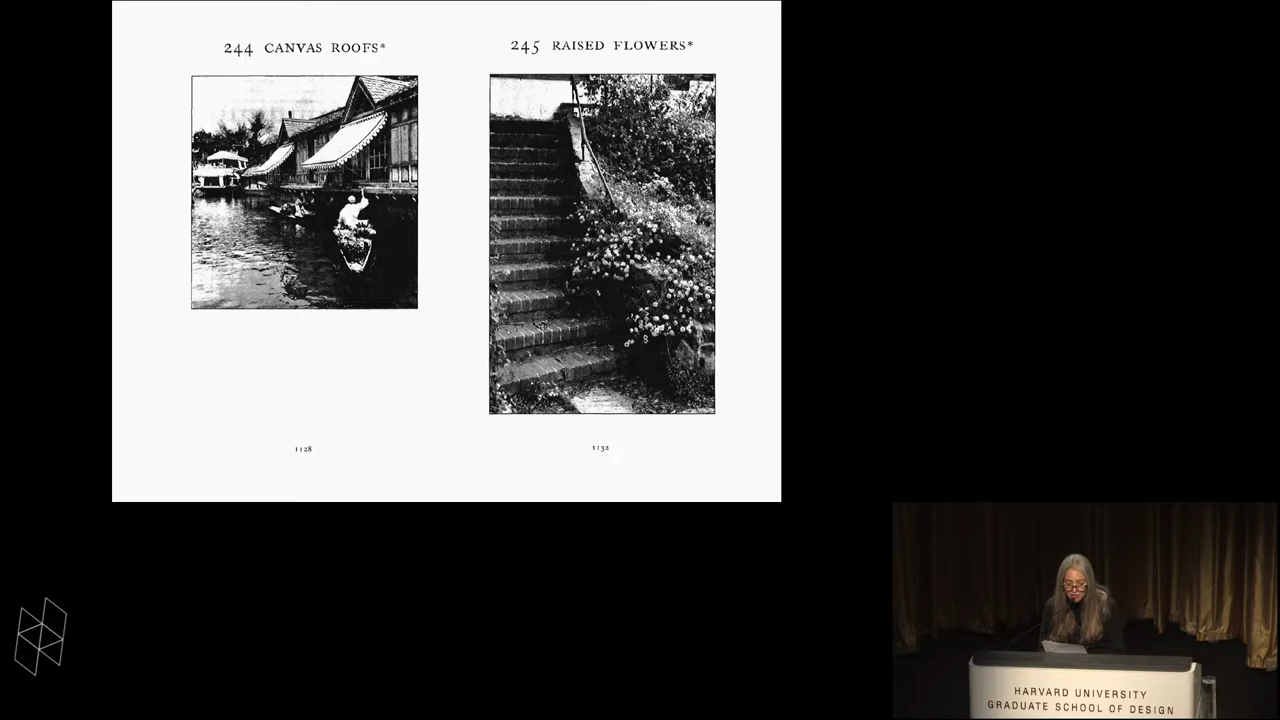 244 CANVAS ROOFS*
245 RAISED FLOWERS*
1128
1132
HARVARD UNIVERSITY
GRADUATE SCHOOL OF DESIGN